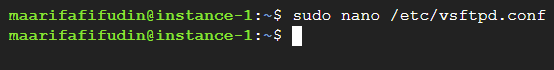 maarifafifudin@instance-1:~$ sudo nano /etc/vsftpd.conf
maarifafifudin@instance-1:~$